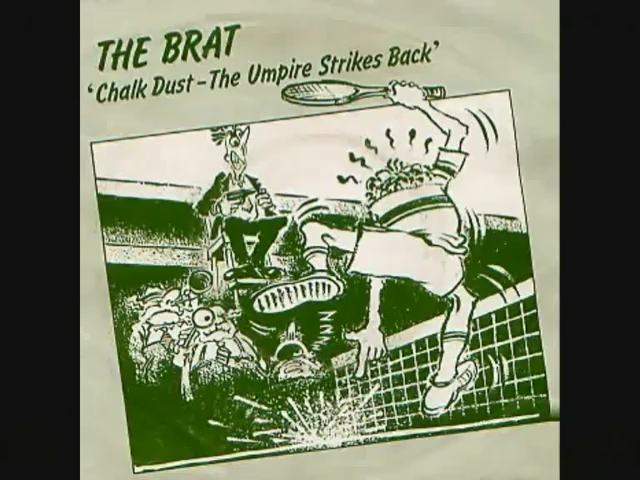 THE BRAT
'Chalk Dust - The Umpire Strikes Back'